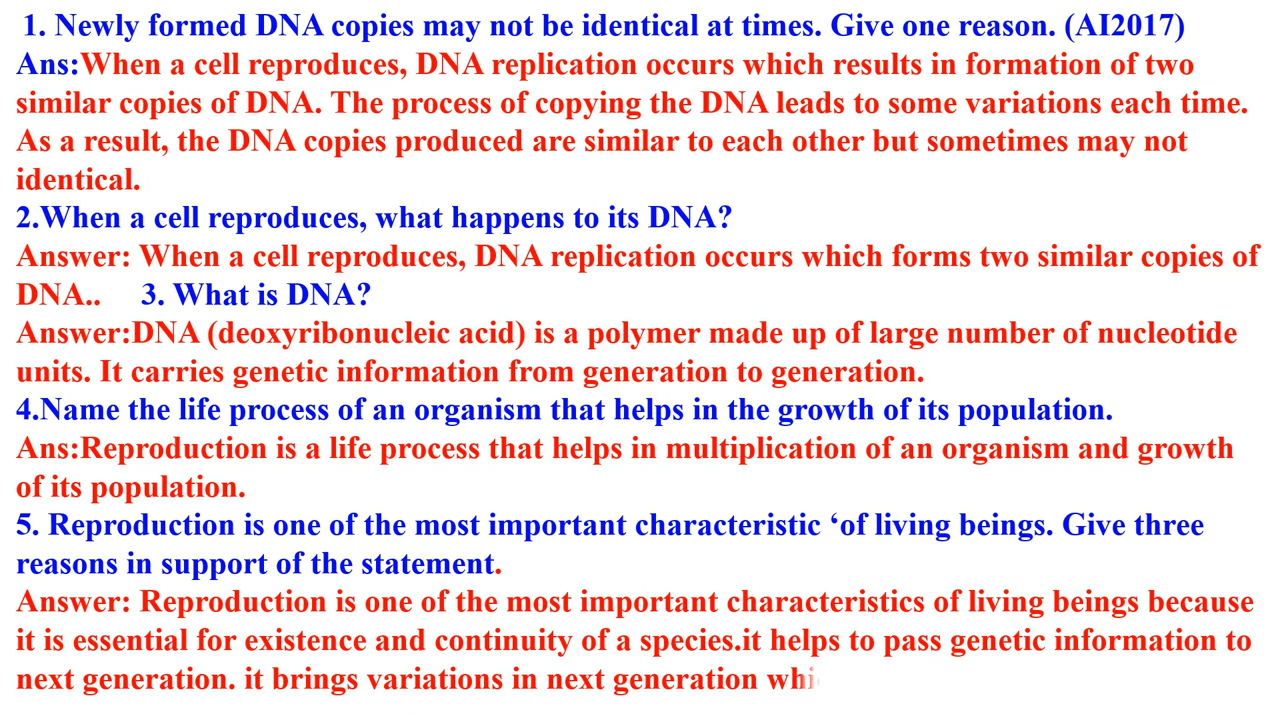 1. Newly formed DNA copies may not be identical at times. Give one reason. (AI2017)
Ans:When a cell reproduces, DNA replication occurs which results in formation of two
similar copies of DNA. The process of copying the DNA leads to some variations each time.
As a result, the DNA copies produced are similar to each other but sometimes may not
identical.
2.When a cell reproduces, what happens to its DNA?
Answer: When a cell reproduces, DNA replication occurs which forms two similar copies of
DNA.. 3. What is DNA?
Answer:DNA (deoxyribonucleic acid) is a polymer made up of large number of nucleotide
units. It carries genetic information from generation to generation.
4.Name the life process of an organism that helps in the growth of its population.
Ans:Reproduction is a life process that helps in multiplication of an organism and growth
of its population.
5. Reproduction is one of the most important characteristic ‘of living beings. Give three
reasons in support of the statement.
Answer: Reproduction is one of the most important characteristics of living beings because
it is essential for existence and continuity of a species.it helps to pass genetic information to
next generation. it brings variations in next generation